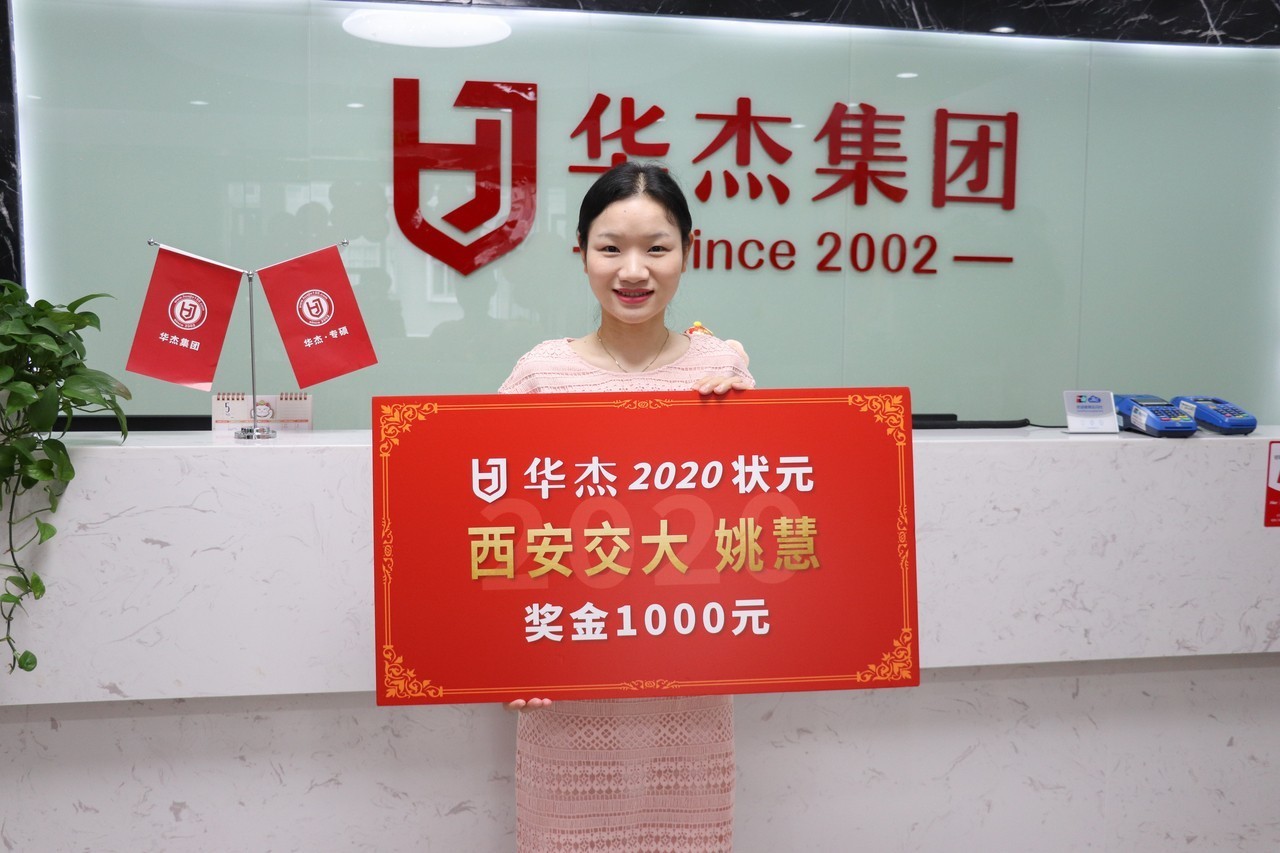 华杰集团
Since 2002
华杰集团
华杰·专硕
5
华杰 2020 状元
西安交大 姚慧
奖金1000元